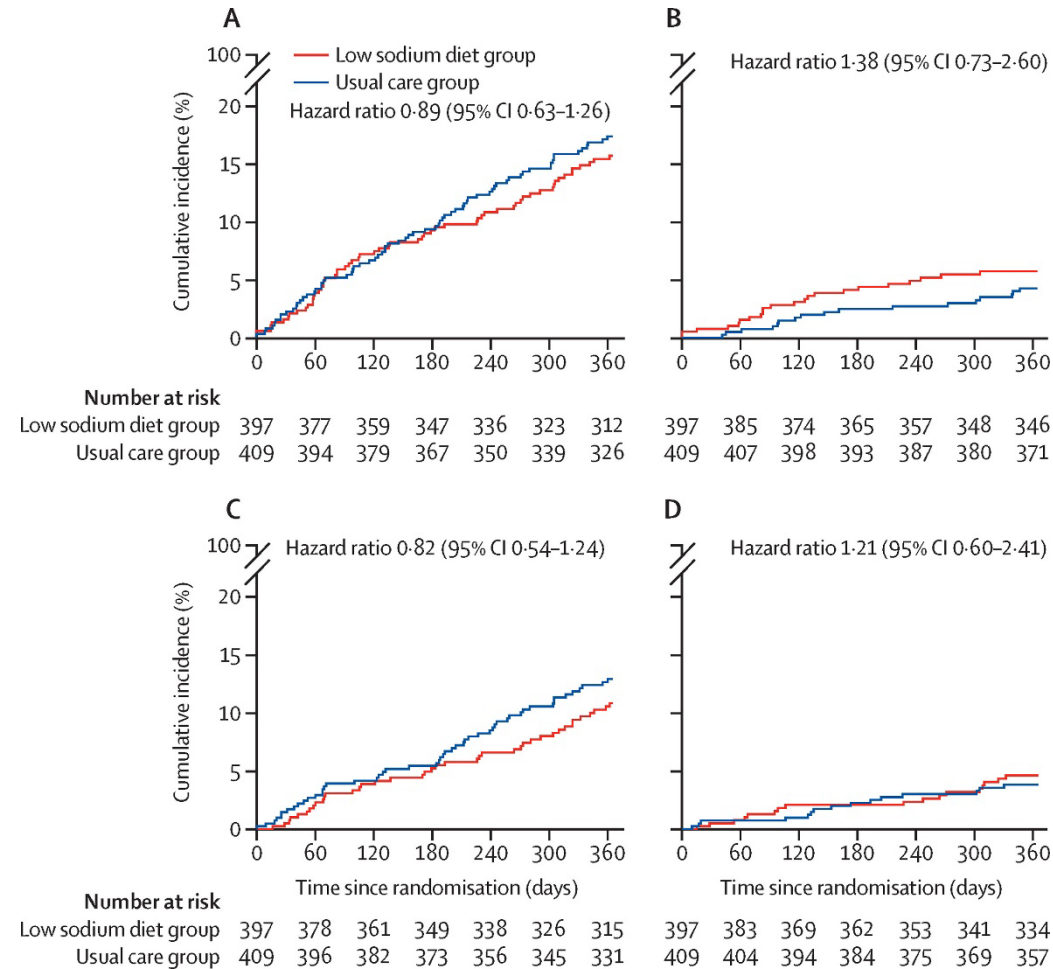 A
Low sodium diet group
Usual care group
Hazard ratio 0·89 (95% CI 0·63–1·26)
Cumulative incidence (%)
100
20
15
10
5
0
0 60 120 180 240 300 360
B
Hazard ratio 1·38 (95% CI 0·73–2·60)
0 60 120 180 240 300 360
Number at risk
Low sodium diet group 397 377 359 347 336 323 312 397 385 374 365 357 348 346
Usual care group 409 394 379 367 350 339 326 409 407 398 393 387 380 371
C
Hazard ratio 0·82 (95% CI 0·54–1·24)
Cumulative incidence (%)
100
20
15
10
5
0
0 60 120 180 240 300 360
Time since randomisation (days)
D
Hazard ratio 1·21 (95% CI 0·60–2·41)
0 60 120 180 240 300 360
Time since randomisation (days)
Number at risk
Low sodium diet group 397 378 361 349 338 326 315 397 383 369 362 353 341 334
Usual care group 409 396 382 373 356 345 331 409 404 394 384 375 369 357